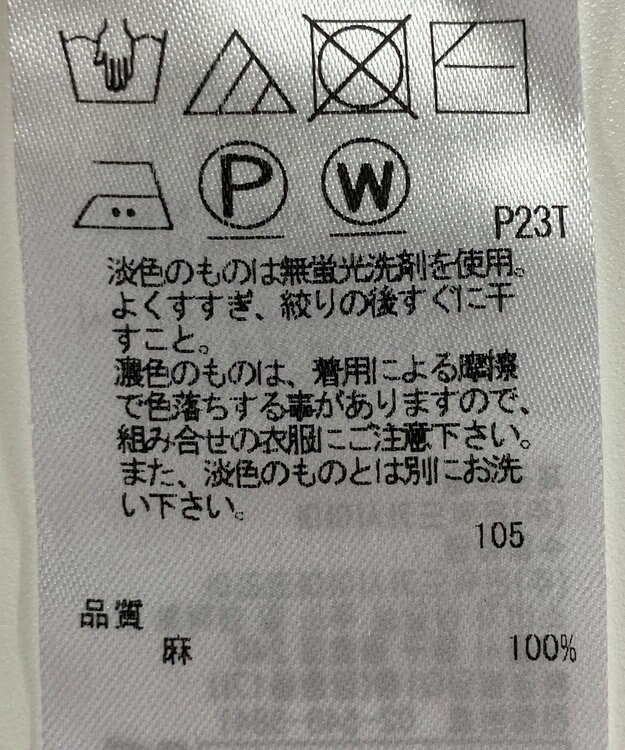 P
W
P23T
淡色のものは無蛍光洗剤を使用。
よくすすぎ、絞りの後すぐに干
すこと。
濃色のものは、着用による摩擦
で色落ちする事がありますので、
組み合せの衣服にご注意下さい。
また、淡色のものとは別にお洗
い下さい。
105
品質
麻 100%